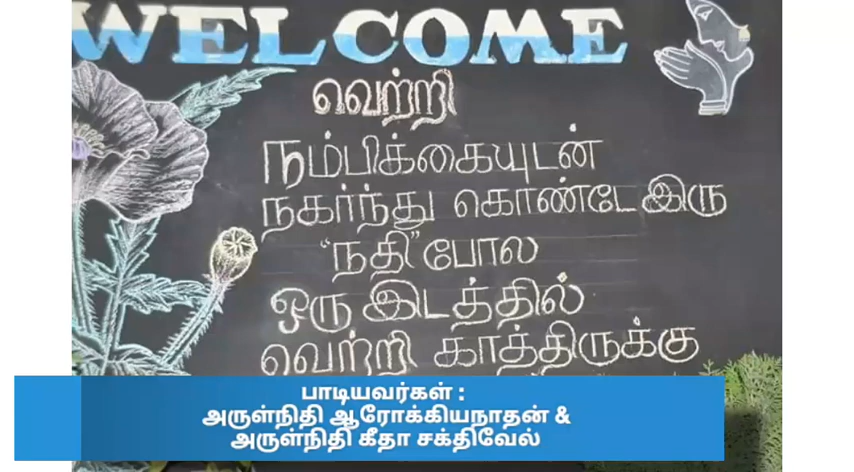 WELCOME
வெற்றி
நம்பிக்கையுடன்
நகர்ந்து கொண்டேஇரு
“நதி” போல
ஒரு இடத்தில்
வெற்றி காத்திருக்கு
பாடியவர்கள் :
அருள்நிதி ஆரோக்கியநாதன் &
அருள்நிதி கீதா சக்திவேல்